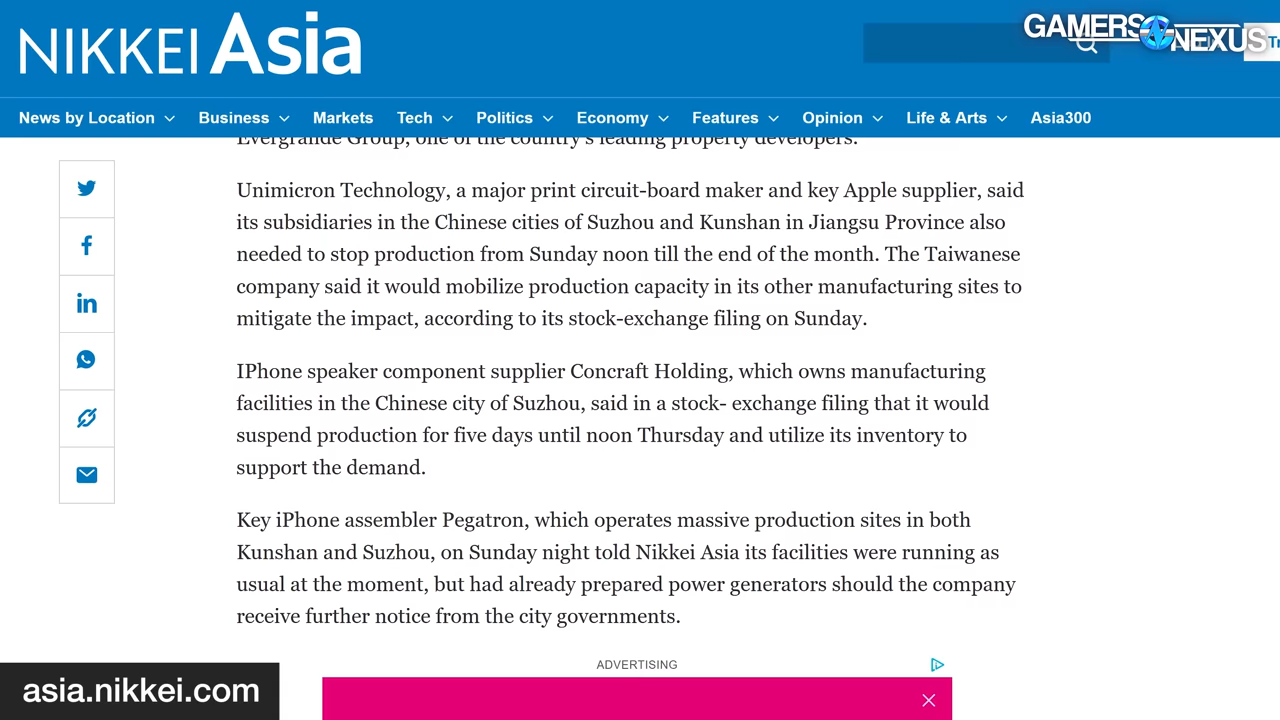 NIKKEI Asia
GAMERS NEXUS
News by Location
Business
Markets
Tech
Politics
Economy
Features
Opinion
Life & Arts
Asia300
Evergrande Group, one of the country's leading property developers.
Unimicron Technology, a major print circuit-board maker and key Apple supplier, said
its subsidiaries in the Chinese cities of Suzhou and Kunshan in Jiangsu Province also
needed to stop production from Sunday noon till the end of the month. The Taiwanese
company said it would mobilize production capacity in its other manufacturing sites to
mitigate the impact, according to its stock-exchange filing on Sunday.
IPhone speaker component supplier Concraft Holding, which owns manufacturing
facilities in the Chinese city of Suzhou, said in a stock- exchange filing that it would
suspend production for five days until noon Thursday and utilize its inventory to
support the demand.
Key iPhone assembler Pegatron, which operates massive production sites in both
Kunshan and Suzhou, on Sunday night told Nikkei Asia its facilities were running as
usual at the moment, but had already prepared power generators should the company
receive further notice from the city governments.
ADVERTISING
asia.nikkei.com